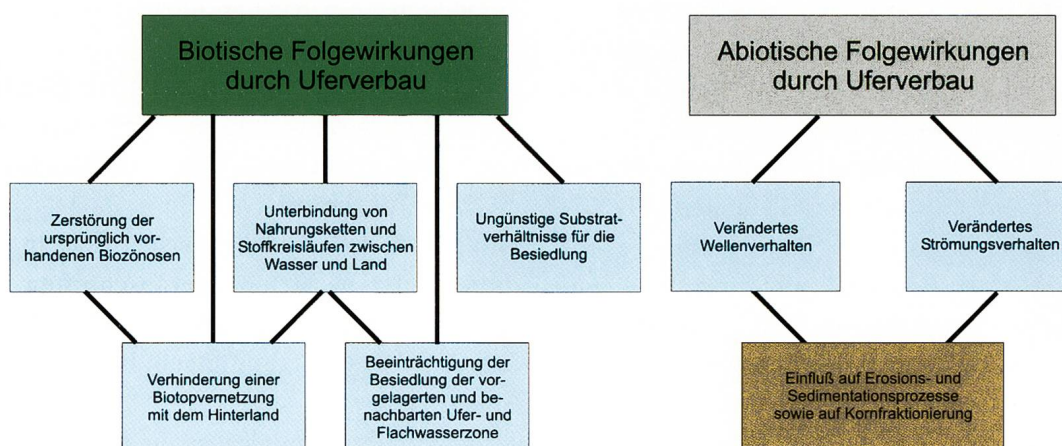 Biotische Folgewirkungen
durch Uferverbau
Abiotische Folgewirkungen
durch Uferverbau
Zerstörung der
ursprünglich vor-
handenen Biozönosen
Unterbindung von
Nahrungsketten und
Stoffkreisläufen zwischen
Wasser und Land
Ungünstige Substrat-
verhältnisse für die
Besiedlung
Verändertes
Wellenverhalten
Verändertes
Strömungsverhalten
Verhinderung einer
Biotopvernetzung
mit dem Hinterland
Beeinträchtigung der
Besiedlung der vor-
gelagerten und be-
nachbarten Ufer- und
Flachwasserzone
Einfluß auf Erosions- und
Sedimentationsprozesse
sowie auf Kornfraktionierung